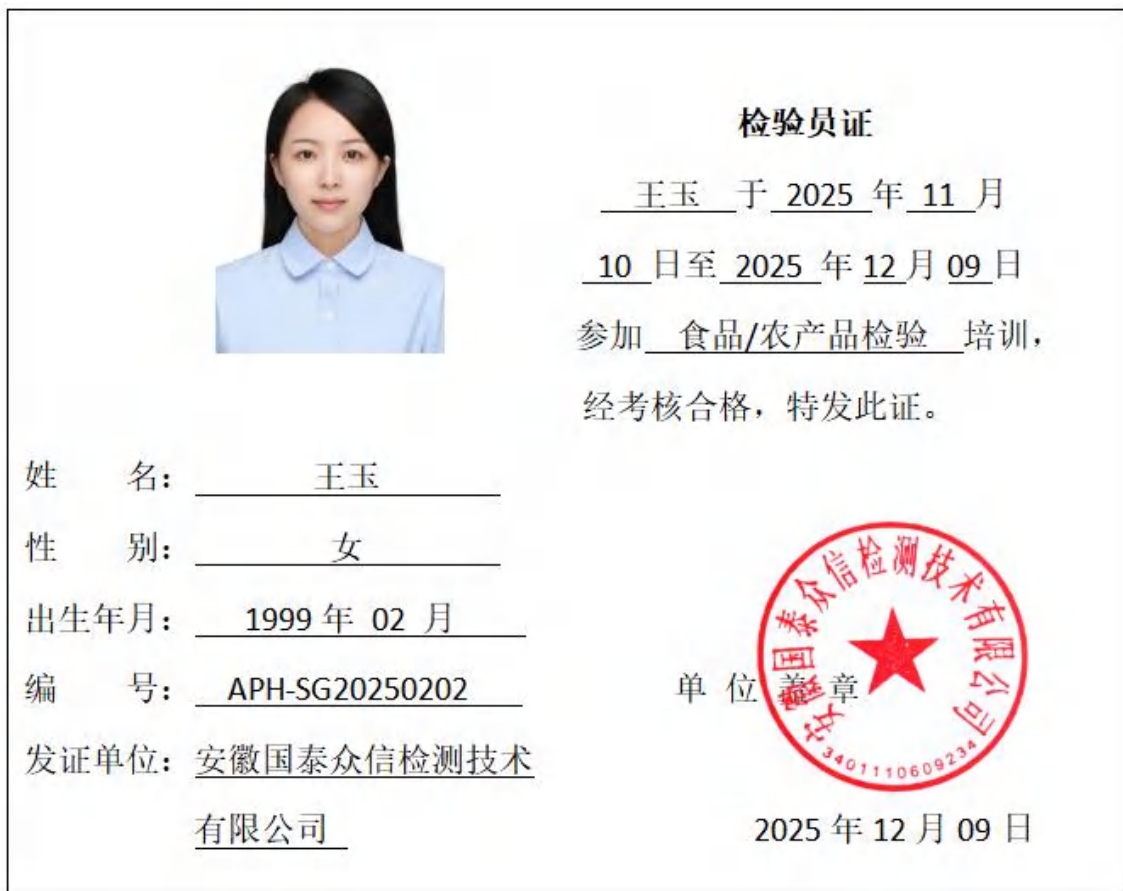 检验员证
王玉 于 2025 年 11 月
10 日至 2025 年 12 月 09 日
参加 食品/农产品检验 培训，
经考核合格，特发此证。
姓 名： 王玉
性 别： 女
出生年月： 1999 年 02 月
编 号： APH-SG20250202
发证单位： 安徽国泰众信检测技术
有限公司
单 位 盖 章
安徽国泰众信检测技术有限公司
3401110609234
2025 年 12 月 09 日